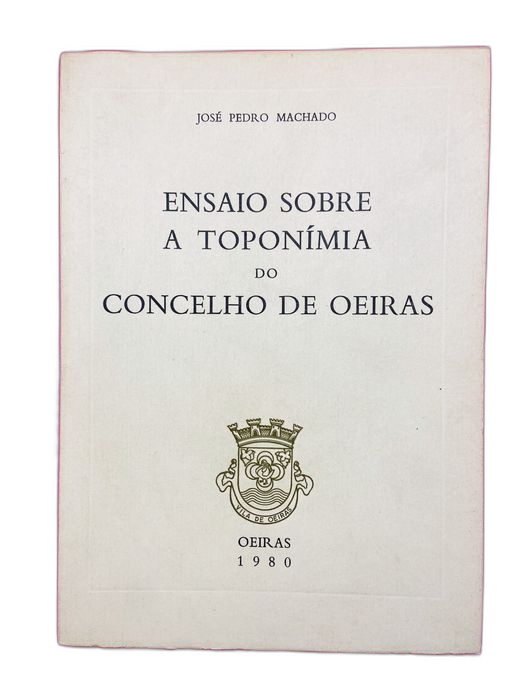 JOSÉ PEDRO MACHADO
ENSAIO SOBRE
A TOPONÍMIA
DO
CONCELHO DE OEIRAS
VILA DE OEIRAS
OEIRAS
1980